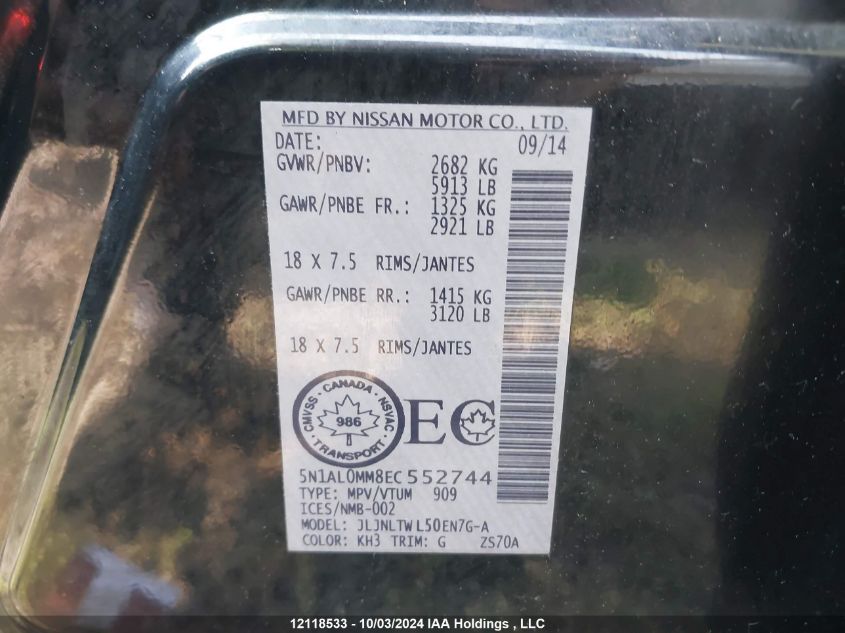 MFD BY NISSAN MOTOR CO., LTD.
DATE: 09/14
GVWR/PNBV: 2682 KG
5913 LB
GAWR/PNBE FR.: 1325 KG
2921 LB
18 X 7.5 RIMS/JANTES
GAWR/PNBE RR.: 1415 KG
3120 LB
18 X 7.5 RIMS/JANTES
CMVSS · CANADA · NSVAC · TRANSPORT ·
986
EC
5N1AL0MM8EC552744
TYPE: MPV/VTUM 909
ICES/NMB-002
MODEL: JLJNLTWL50EN7G-A
COLOR: KH3 TRIM: G ZS70A
12118533 - 10/03/2024 IAA Holdings , LLC